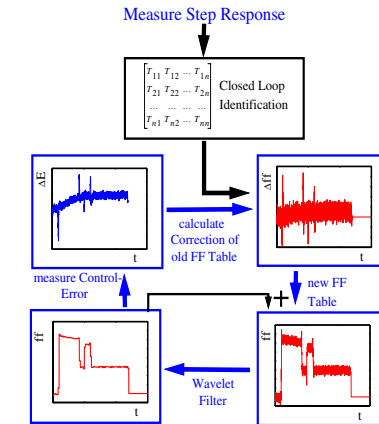 Measure Step Response
T11 T12 ... T1n
T21 T22 ... T2n
... ... ... ...
Tn1 Tn2 ... Tnn
Closed Loop
Identification
ΔE
t
calculate
Correction of
old FF Table
Δff
t
measure Control-
Error
new FF
Table
+
ff
t
Wavelet
Filter
ff
t